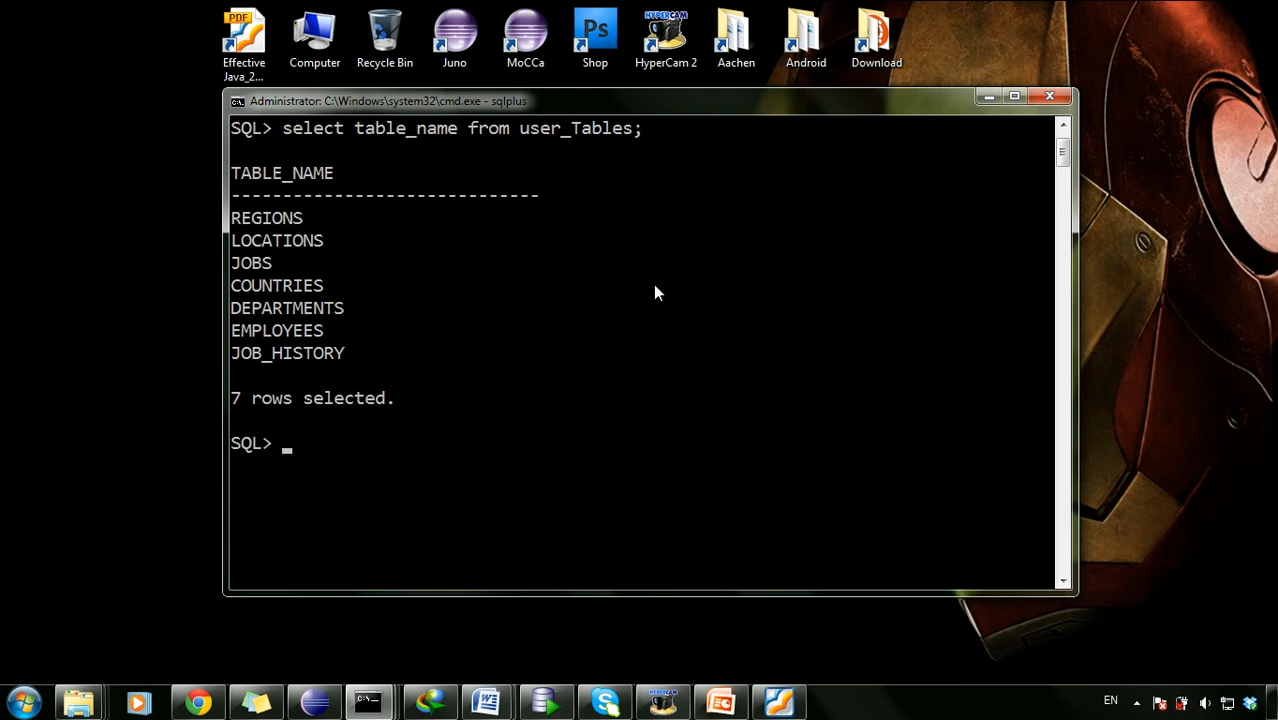 PDF
Ps
HYPERCAM
Effective
Java_2...
Computer
Recycle Bin
Juno
MoCCa
Shop
HyperCam 2
Aachen
Android
Download
Administrator: C:\Windows\system32\cmd.exe - sqlplus
SQL> select table_name from user_Tables;
TABLE_NAME
------------------------------
REGIONS
LOCATIONS
JOBS
COUNTRIES
DEPARTMENTS
EMPLOYEES
JOB_HISTORY
7 rows selected.
SQL> _
C:\
HYPERCAM
EN